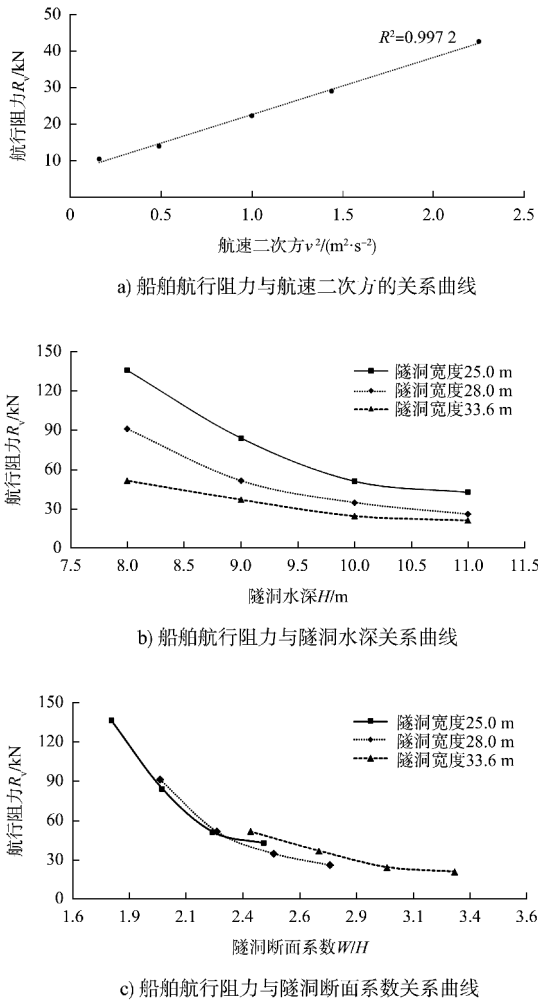 50
40
30
20
10
航行阻力Rv/kN
R²=0.997 2
0 0.5 1.0 1.5 2.0 2.5
航速二次方v²/(m²·s⁻²)
a) 船舶航行阻力与航速二次方的关系曲线
150
120
90
60
30
0
航行阻力Rv/kN
隧洞宽度25.0 m
隧洞宽度28.0 m
隧洞宽度33.6 m
7.5 8.0 8.5 9.0 9.5 10.0 10.5 11.0 11.5
隧洞水深H/m
b) 船舶航行阻力与隧洞水深关系曲线
150
120
90
60
30
0
航行阻力Rv/kN
隧洞宽度25.0 m
隧洞宽度28.0 m
隧洞宽度33.6 m
1.6 1.9 2.1 2.4 2.6 2.9 3.1 3.4 3.6
隧洞断面系数W/H
c) 船舶航行阻力与隧洞断面系数关系曲线